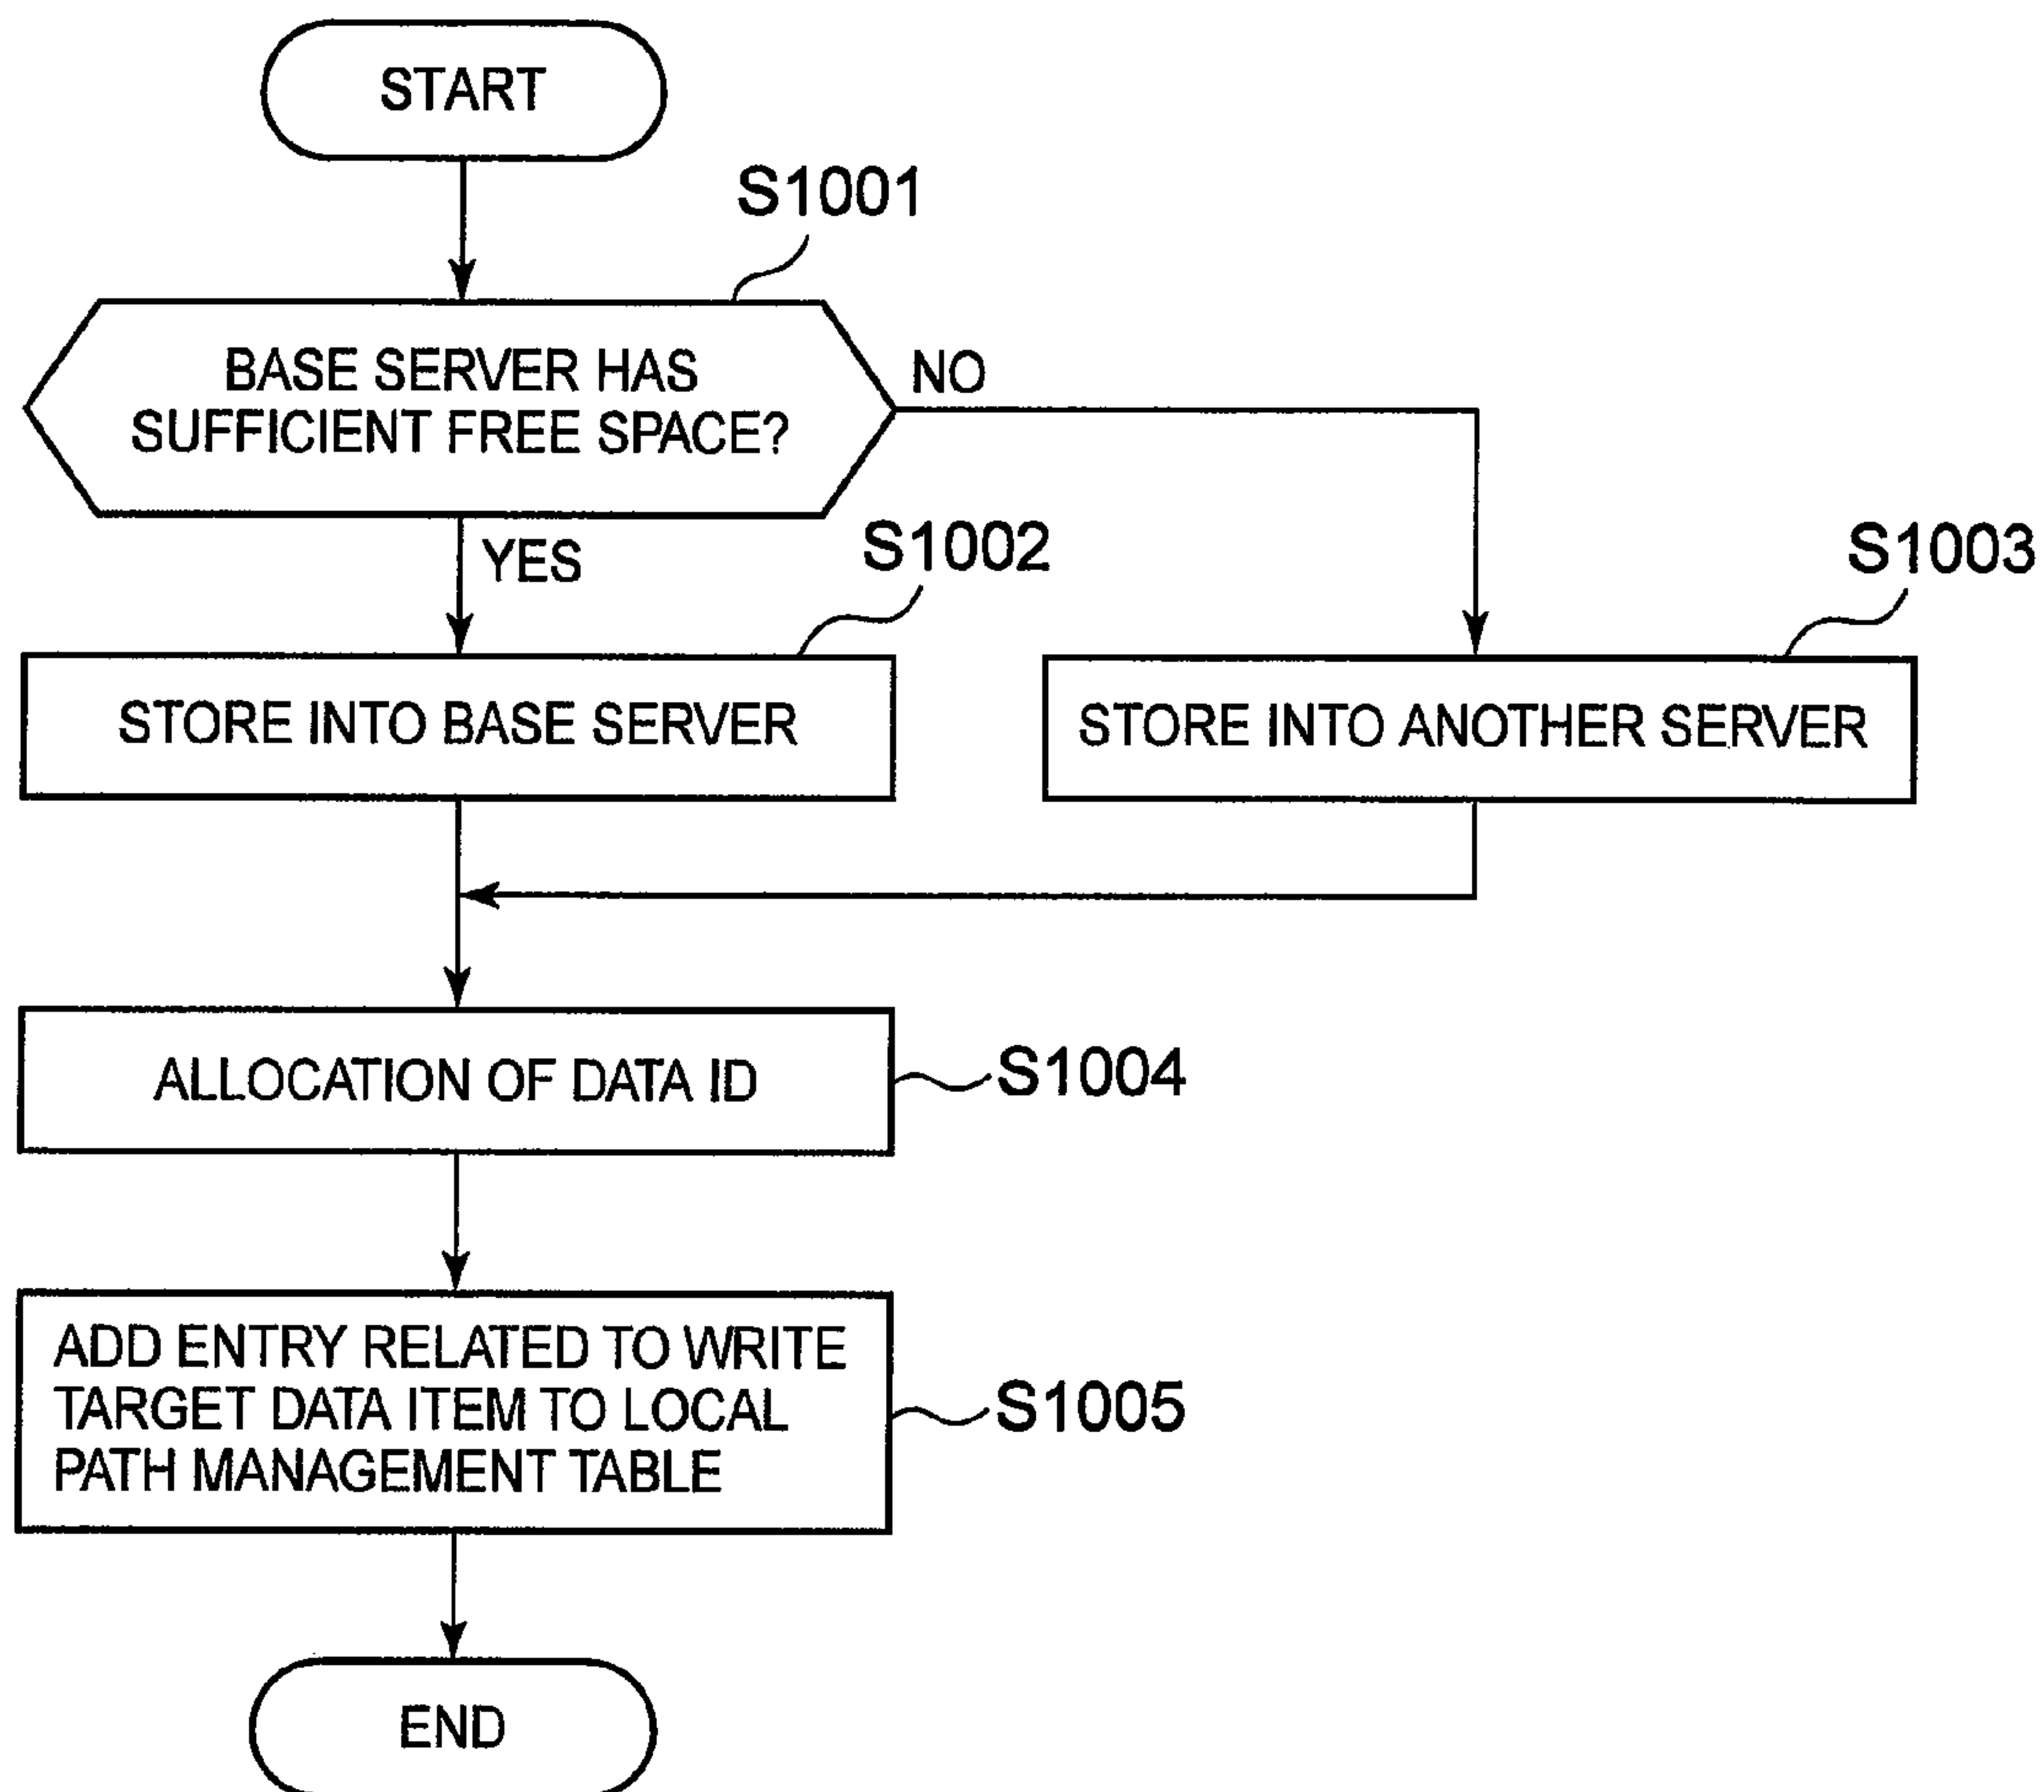 START
S1001
BASE SERVER HAS
SUFFICIENT FREE SPACE?
NO
YES
S1002
S1003
STORE INTO BASE SERVER
STORE INTO ANOTHER SERVER
ALLOCATION OF DATA ID
S1004
ADD ENTRY RELATED TO WRITE
TARGET DATA ITEM TO LOCAL
PATH MANAGEMENT TABLE
S1005
END